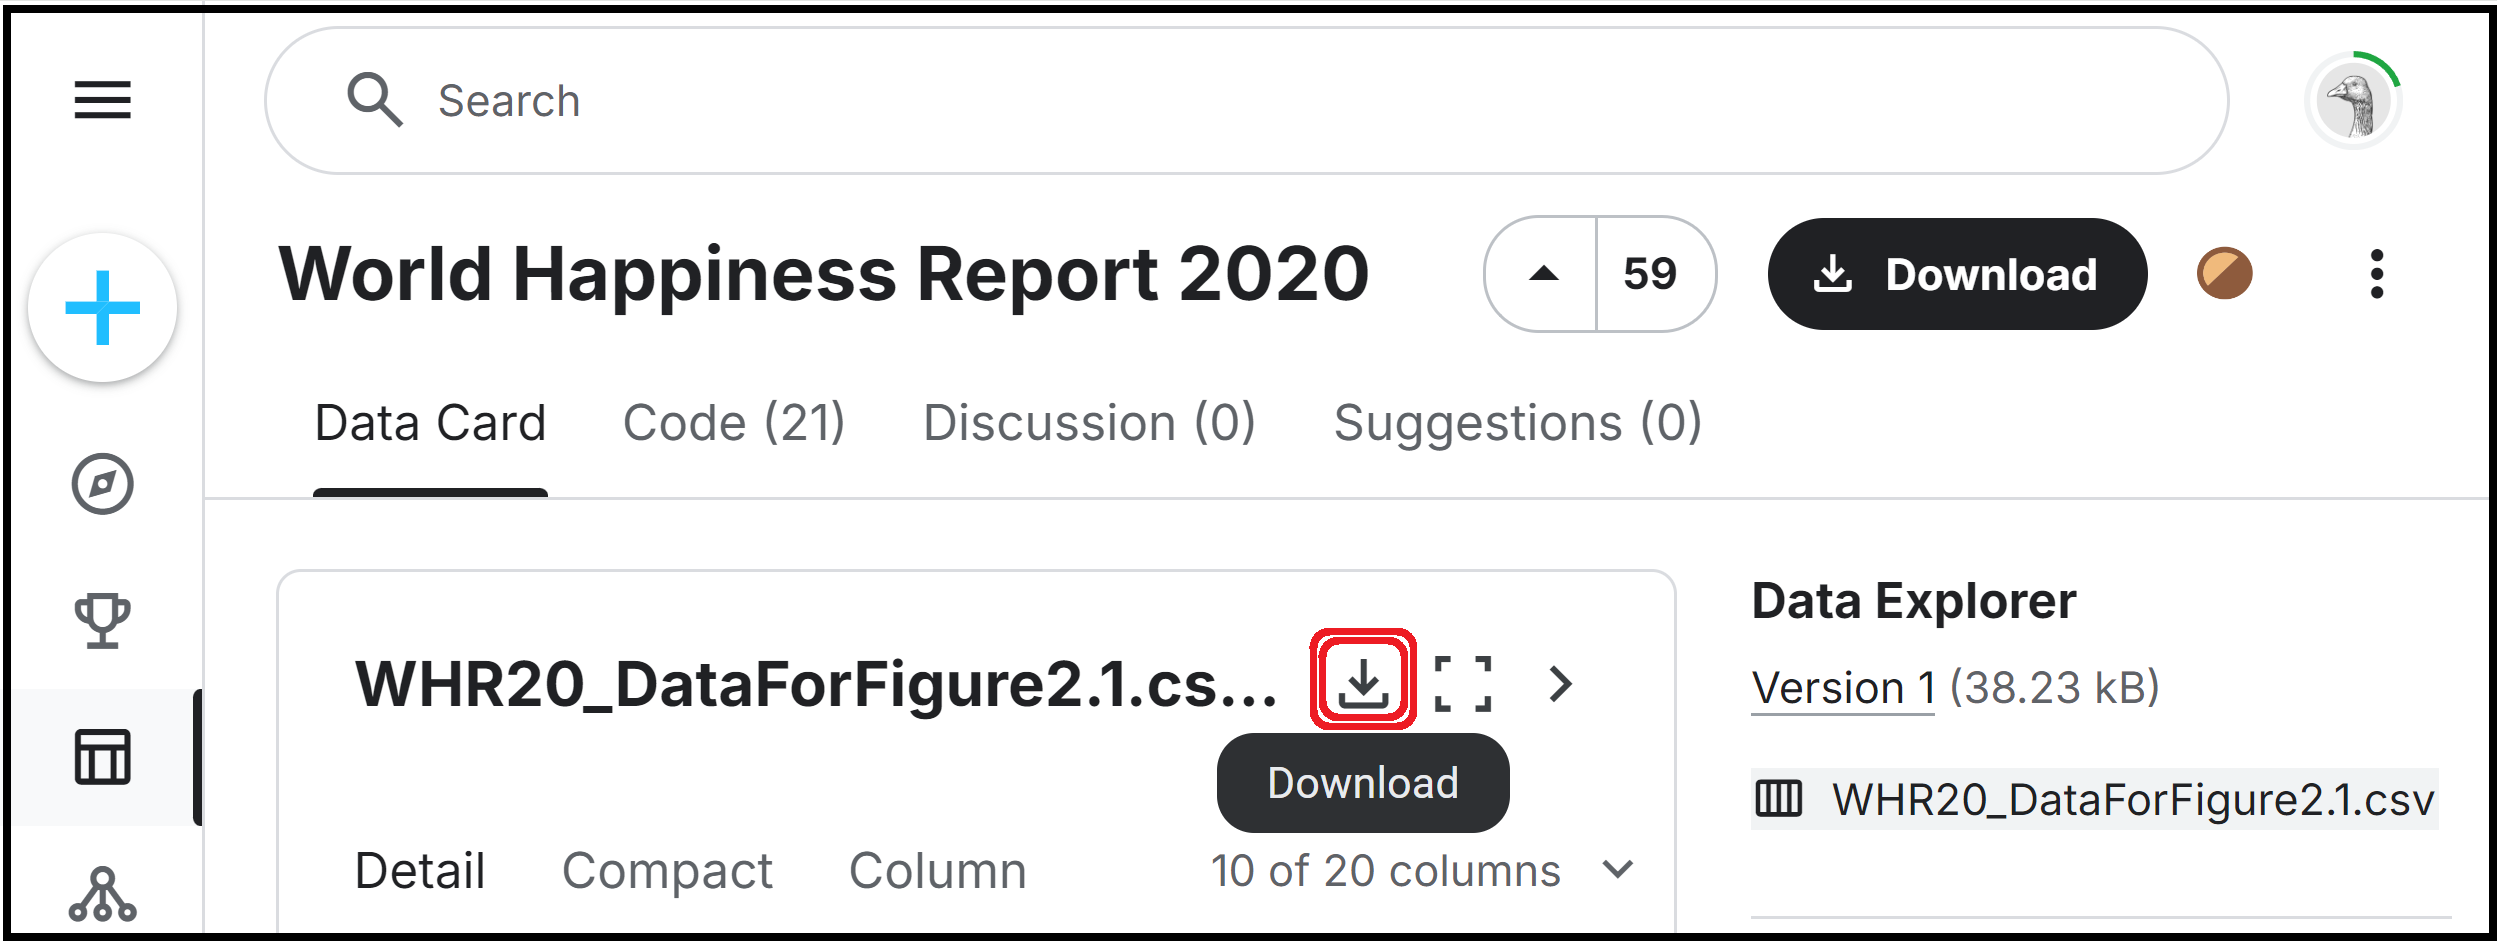 Search
World Happiness Report 2020
59
Download
Data Card Code (21) Discussion (0) Suggestions (0)
WHR20_DataForFigure2.1.cs...
Download
Detail Compact Column 10 of 20 columns
Data Explorer
Version 1 (38.23 kB)
WHR20_DataForFigure2.1.csv